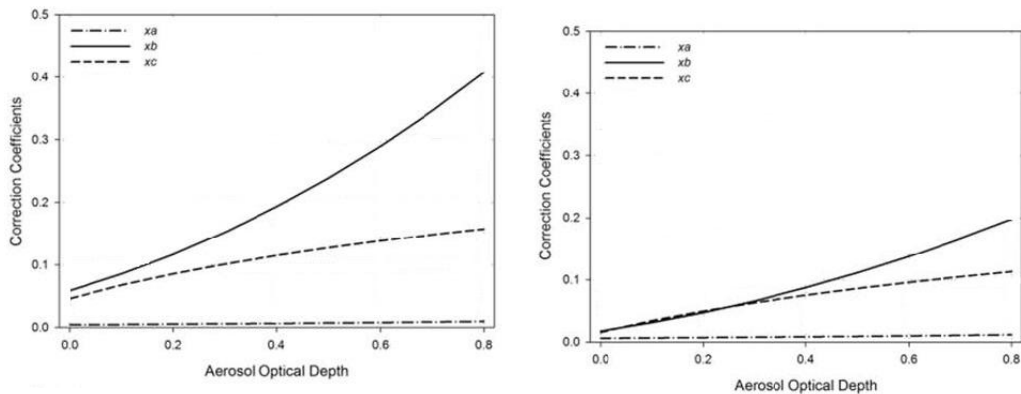 0.5
xa
xb
xc
0.4
0.3
0.2
0.1
0.0
0.0 0.2 0.4 0.6 0.8
Correction Coefficients
Aerosol Optical Depth
0.5
xa
xb
xc
0.4
0.3
0.2
0.1
0.0
0.0 0.2 0.4 0.6 0.8
Correction Coefficients
Aerosol Optical Depth